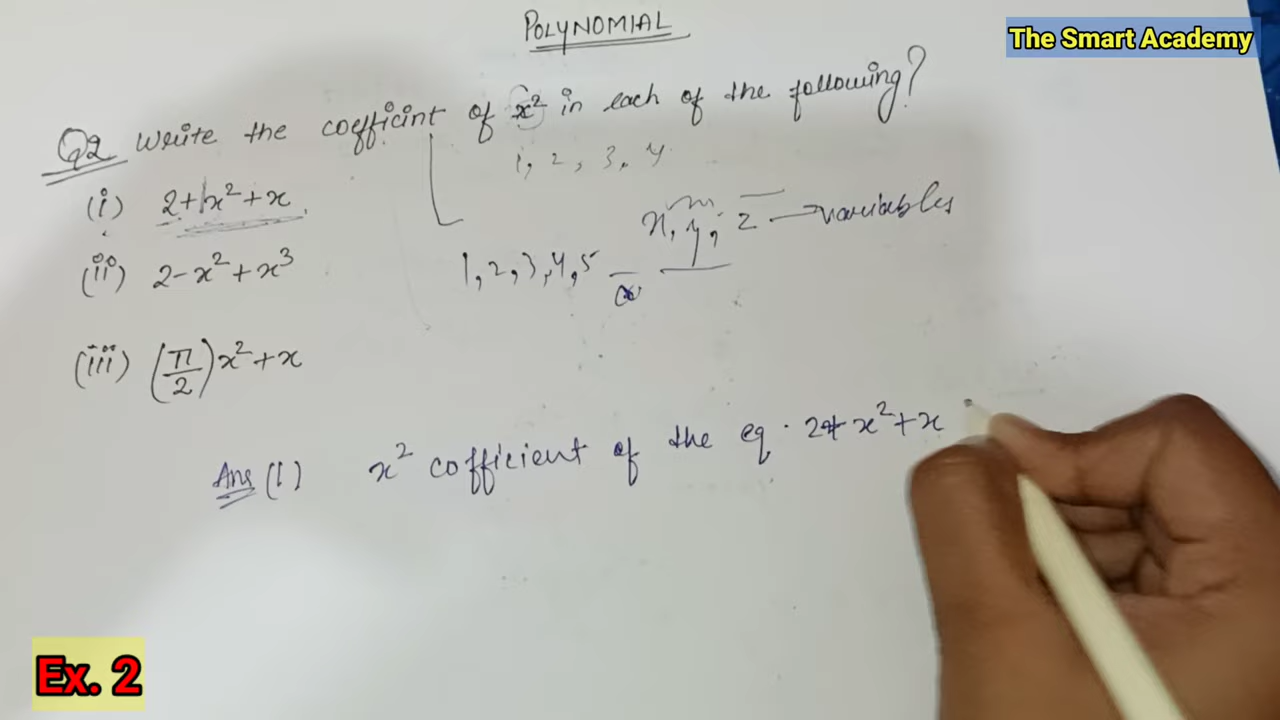 POLYNOMIAL
The Smart Academy
Q2 Write the coefficint of x² in each of the following?
1, 2, 3, 4
(i) 2+1x²+x
x, y, z → variables
(ii) 2-x²+x³
1,2,3,4,5
(iii) (π/2)x²+x
Ans (1) x² cofficient of the eq. 2+x²+x
Ex. 2